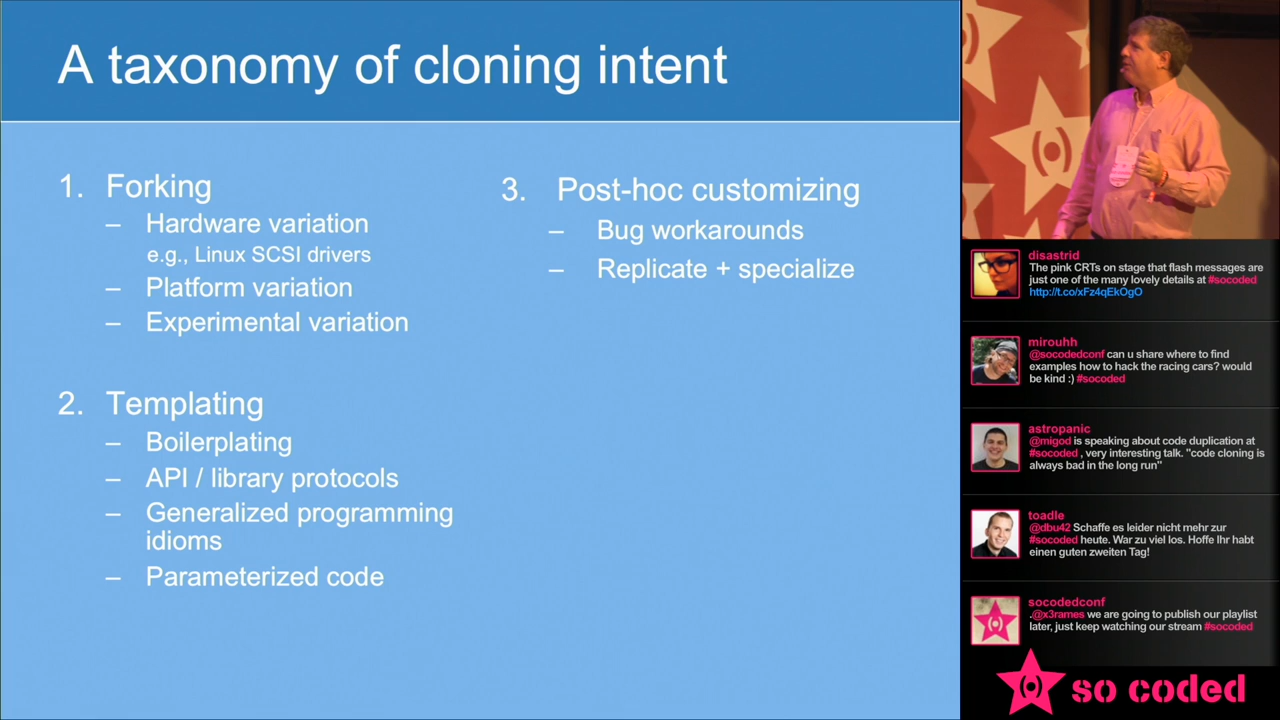 A taxonomy of cloning intent
1. Forking
– Hardware variation
e.g., Linux SCSI drivers
– Platform variation
– Experimental variation
2. Templating
– Boilerplating
– API / library protocols
– Generalized programming
idioms
– Parameterized code
3. Post-hoc customizing
– Bug workarounds
– Replicate + specialize
disastrid
The pink CRTs on stage that flash messages are
just one of the many lovely details at #socoded
http://t.co/xFz4qEkOgO
mirouhh
@socodedconf can u share where to find
examples how to hack the racing cars? would
be kind :) #socoded
astropanic
@migod is speaking about code duplication at
#socoded , very interesting talk. "code cloning is
always bad in the long run"
toadle
@dbu42 Schaffe es leider nicht mehr zur
#socoded heute. War zu viel los. Hoffe Ihr habt
einen guten zweiten Tag!
socodedconf
.@x3rames we are going to publish our playlist
later, just keep watching our stream #socoded
so coded